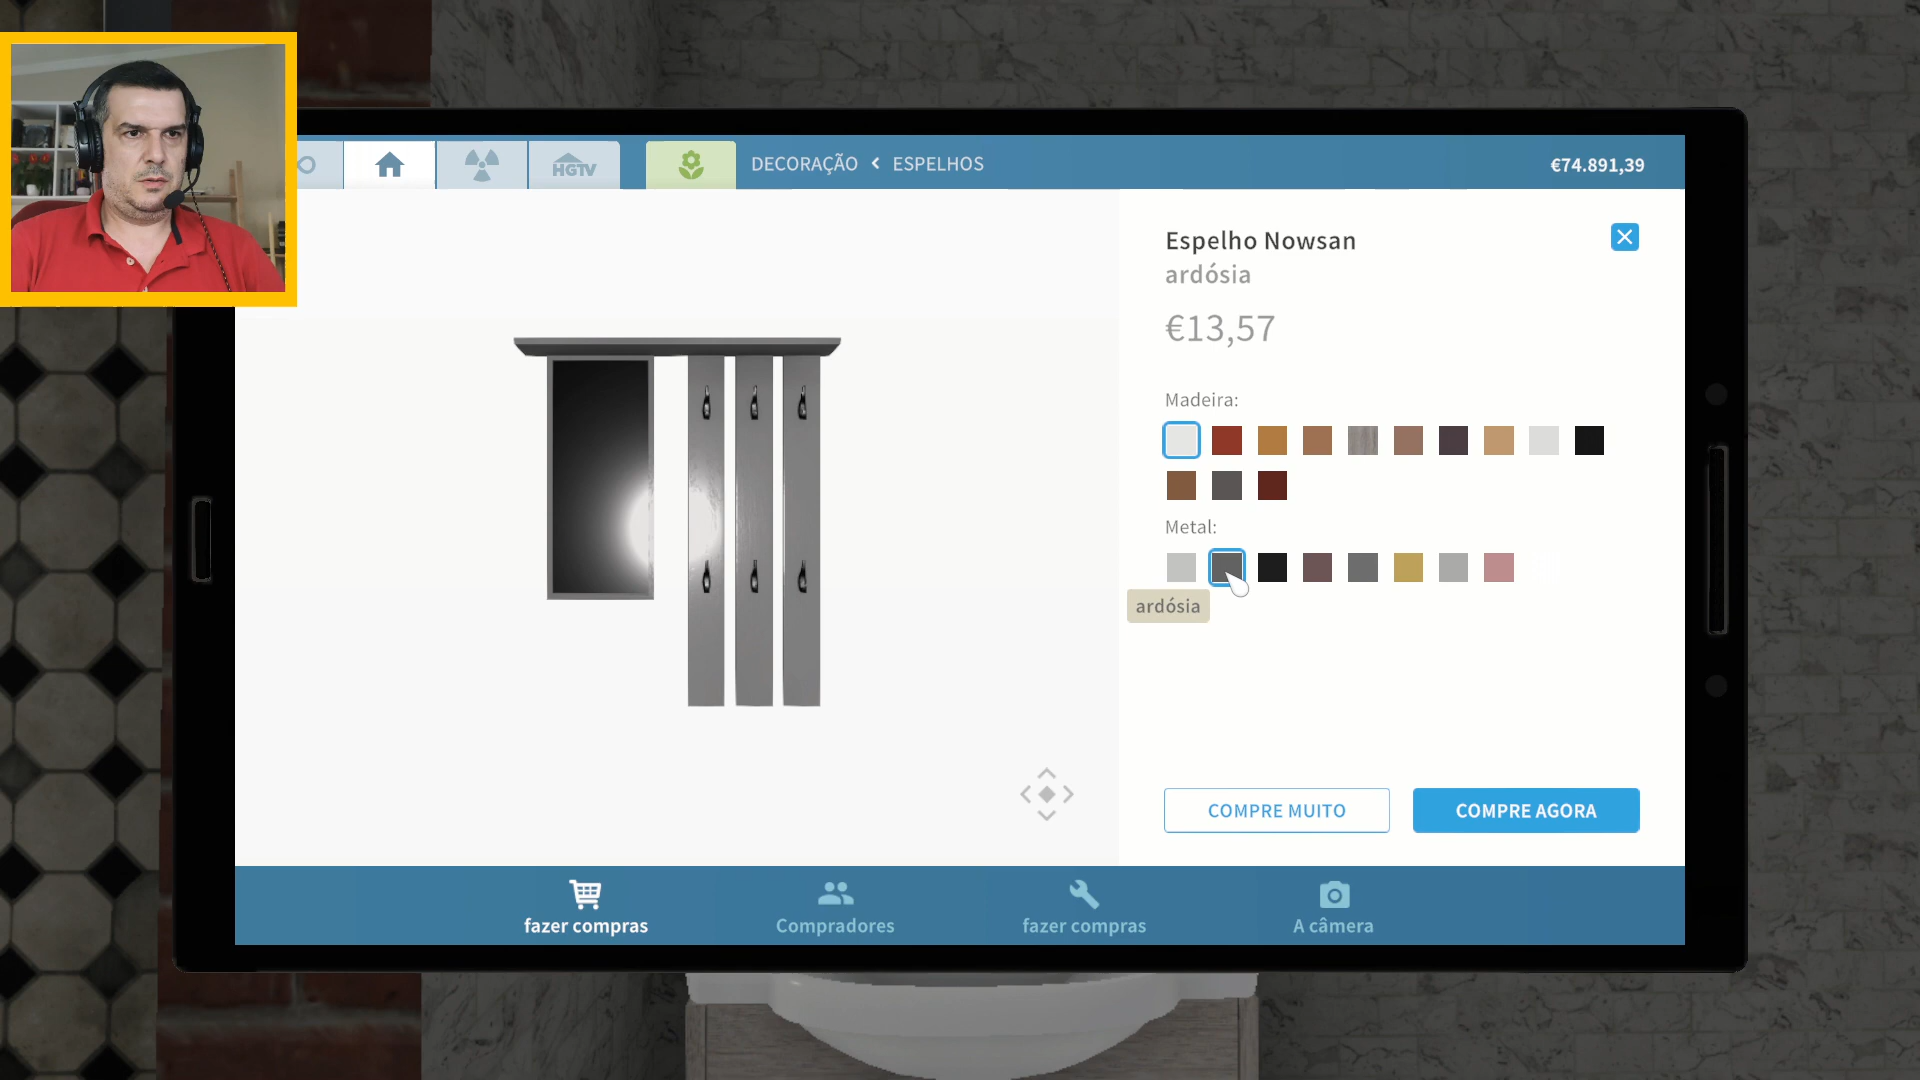 HGTV
DECORAÇÃO < ESPELHOS
€74.891,39
Espelho Nowsan
ardósia
€13,57
Madeira:
Metal:
ardósia
COMPRE MUITO
COMPRE AGORA
fazer compras
Compradores
fazer compras
A câmera